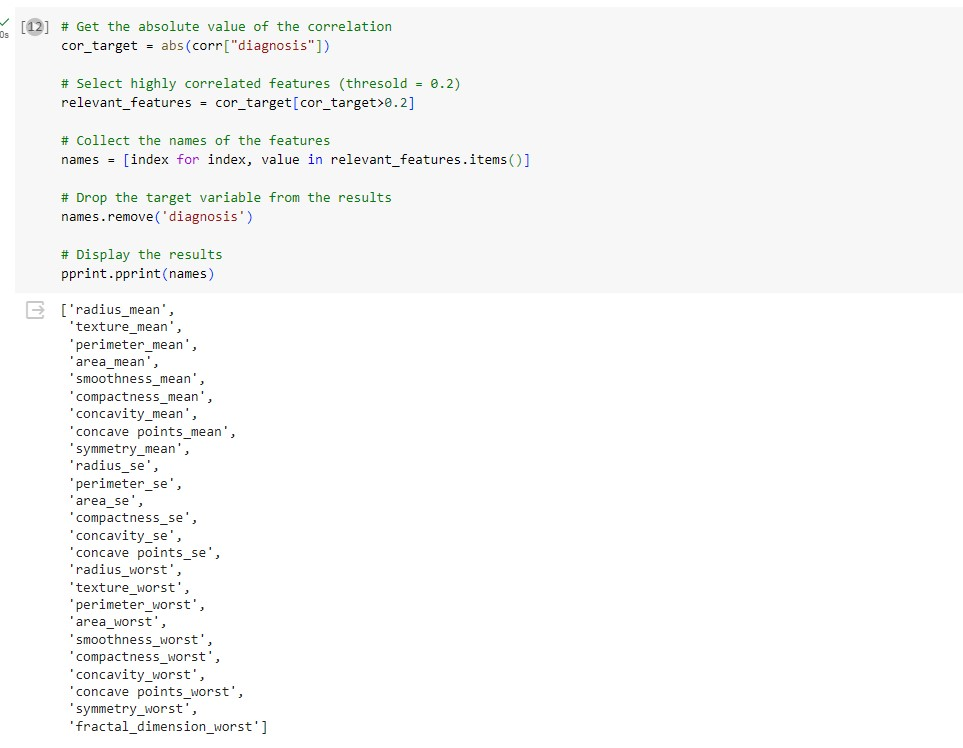 [12] # Get the absolute value of the correlation
0s
cor_target = abs(corr["diagnosis"])
# Select highly correlated features (thresold = 0.2)
relevant_features = cor_target[cor_target>0.2]
# Collect the names of the features
names = [index for index, value in relevant_features.items()]
# Drop the target variable from the results
names.remove('diagnosis')
# Display the results
pprint.pprint(names)
['radius_mean',
'texture_mean',
'perimeter_mean',
'area_mean',
'smoothness_mean',
'compactness_mean',
'concavity_mean',
'concave points_mean',
'symmetry_mean',
'radius_se',
'perimeter_se',
'area_se',
'compactness_se',
'concavity_se',
'concave points_se',
'radius_worst',
'texture_worst',
'perimeter_worst',
'area_worst',
'smoothness_worst',
'compactness_worst',
'concavity_worst',
'concave points_worst',
'symmetry_worst',
'fractal_dimension_worst']